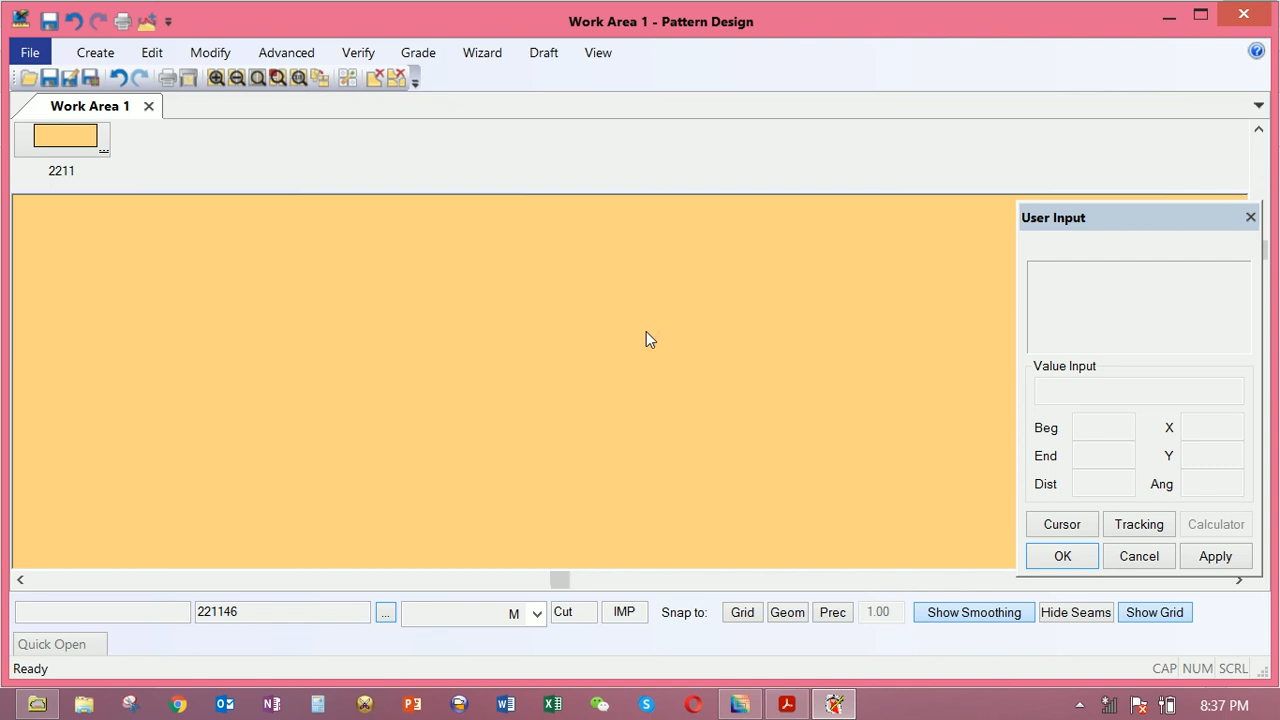 Work Area 1 - Pattern Design
File Create Edit Modify Advanced Verify Grade Wizard Draft View
Work Area 1
...
2211
User Input
Value Input
Beg X
End Y
Dist Ang
Cursor Tracking Calculator
OK Cancel Apply
221146 ... M Cut IMP Snap to: Grid Geom Prec 1.00 Show Smoothing Hide Seams Show Grid
Quick Open
Ready CAP NUM SCRL
8:37 PM